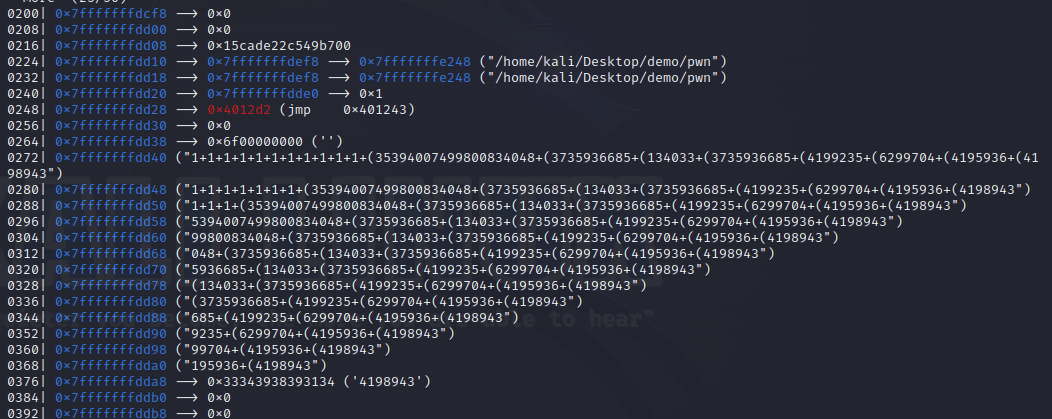 0200| 0×7fffffffdcf8 ⟶ 0×0
0208| 0×7fffffffdd00 ⟶ 0×0
0216| 0×7fffffffdd08 ⟶ 0×15cade22c549b700
0224| 0×7fffffffdd10 ⟶ 0×7fffffffdef8 ⟶ 0×7fffffffe248 ("/home/kali/Desktop/demo/pwn")
0232| 0×7fffffffdd18 ⟶ 0×7fffffffdef8 ⟶ 0×7fffffffe248 ("/home/kali/Desktop/demo/pwn")
0240| 0×7fffffffdd20 ⟶ 0×7fffffffdde0 ⟶ 0×1
0248| 0×7fffffffdd28 ⟶ 0×4012d2 (jmp    0×401243)
0256| 0×7fffffffdd30 ⟶ 0×0
0264| 0×7fffffffdd38 ⟶ 0×6f00000000 ('')
0272| 0×7fffffffdd40 ("1+1+1+1+1+1+1+1+1+1+1+1+(35394007499800834048+(3735936685+(134033+(3735936685+(4199235+(6299704+(4195936+(41
98943")
0280| 0×7fffffffdd48 ("1+1+1+1+1+1+1+(35394007499800834048+(3735936685+(134033+(3735936685+(4199235+(6299704+(4195936+(4198943")
0288| 0×7fffffffdd50 ("1+1+1+(35394007499800834048+(3735936685+(134033+(3735936685+(4199235+(6299704+(4195936+(4198943")
0296| 0×7fffffffdd58 ("5394007499800834048+(3735936685+(134033+(3735936685+(4199235+(6299704+(4195936+(4198943")
0304| 0×7fffffffdd60 ("99800834048+(3735936685+(134033+(3735936685+(4199235+(6299704+(4195936+(4198943")
0312| 0×7fffffffdd68 ("048+(3735936685+(134033+(3735936685+(4199235+(6299704+(4195936+(4198943")
0320| 0×7fffffffdd70 ("5936685+(134033+(3735936685+(4199235+(6299704+(4195936+(4198943")
0328| 0×7fffffffdd78 ("(134033+(3735936685+(4199235+(6299704+(4195936+(4198943")
0336| 0×7fffffffdd80 ("(3735936685+(4199235+(6299704+(4195936+(4198943")
0344| 0×7fffffffdd88 ("685+(4199235+(6299704+(4195936+(4198943")
0352| 0×7fffffffdd90 ("9235+(6299704+(4195936+(4198943")
0360| 0×7fffffffdd98 ("99704+(4195936+(4198943")
0368| 0×7fffffffdda0 ("195936+(4198943")
0376| 0×7fffffffdda8 ⟶ 0×33343938393134 ('4198943')
0384| 0×7fffffffddb0 ⟶ 0×0
0392| 0×7fffffffddb8 ⟶ 0×0